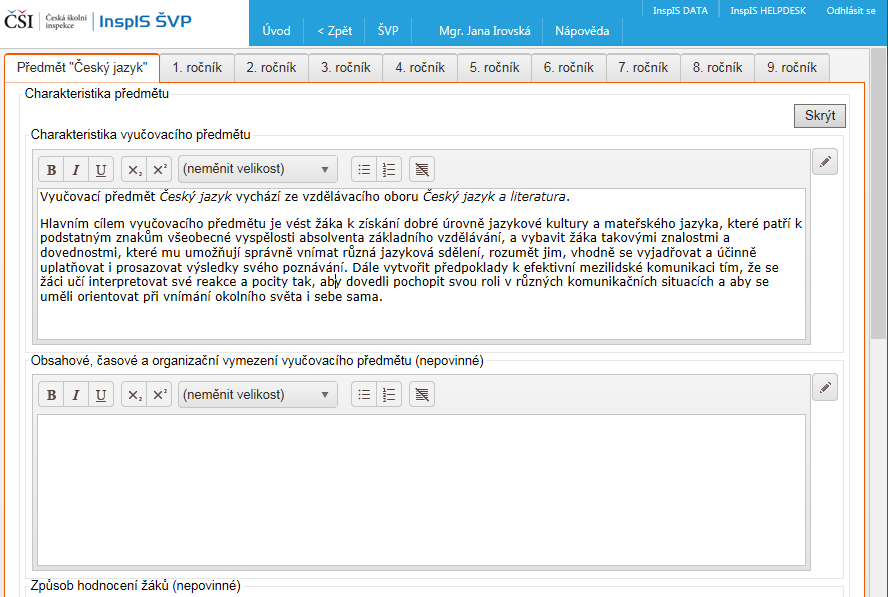 InspIS DATA InspIS HELPDESK Odhlásit se
ČŠI Česká školní inspekce InspIS ŠVP
Úvod < Zpět ŠVP Mgr. Jana Irovská Nápověda
Předmět "Český jazyk" 1. ročník 2. ročník 3. ročník 4. ročník 5. ročník 6. ročník 7. ročník 8. ročník 9. ročník
Charakteristika předmětu
Skrýt
Charakteristika vyučovacího předmětu
B I U X₂ X² (neměnit velikost)
Vyučovací předmět Český jazyk vychází ze vzdělávacího oboru Český jazyk a literatura.
Hlavním cílem vyučovacího předmětu je vést žáka k získání dobré úrovně jazykové kultury a mateřského jazyka, které patří k
podstatným znakům všeobecné vyspělosti absolventa základního vzdělávání, a vybavit žáka takovými znalostmi a
dovednostmi, které mu umožňují správně vnímat různá jazyková sdělení, rozumět jim, vhodně se vyjadřovat a účinně
uplatňovat i prosazovat výsledky svého poznávání. Dále vytvořit předpoklady k efektivní mezilidské komunikaci tím, že se
žáci učí interpretovat své reakce a pocity tak, aby dovedli pochopit svou roli v různých komunikačních situacích a aby se
uměli orientovat při vnímání okolního světa i sebe sama.
Obsahové, časové a organizační vymezení vyučovacího předmětu (nepovinné)
B I U X₂ X² (neměnit velikost)
Způsob hodnocení žáků (nepovinné)